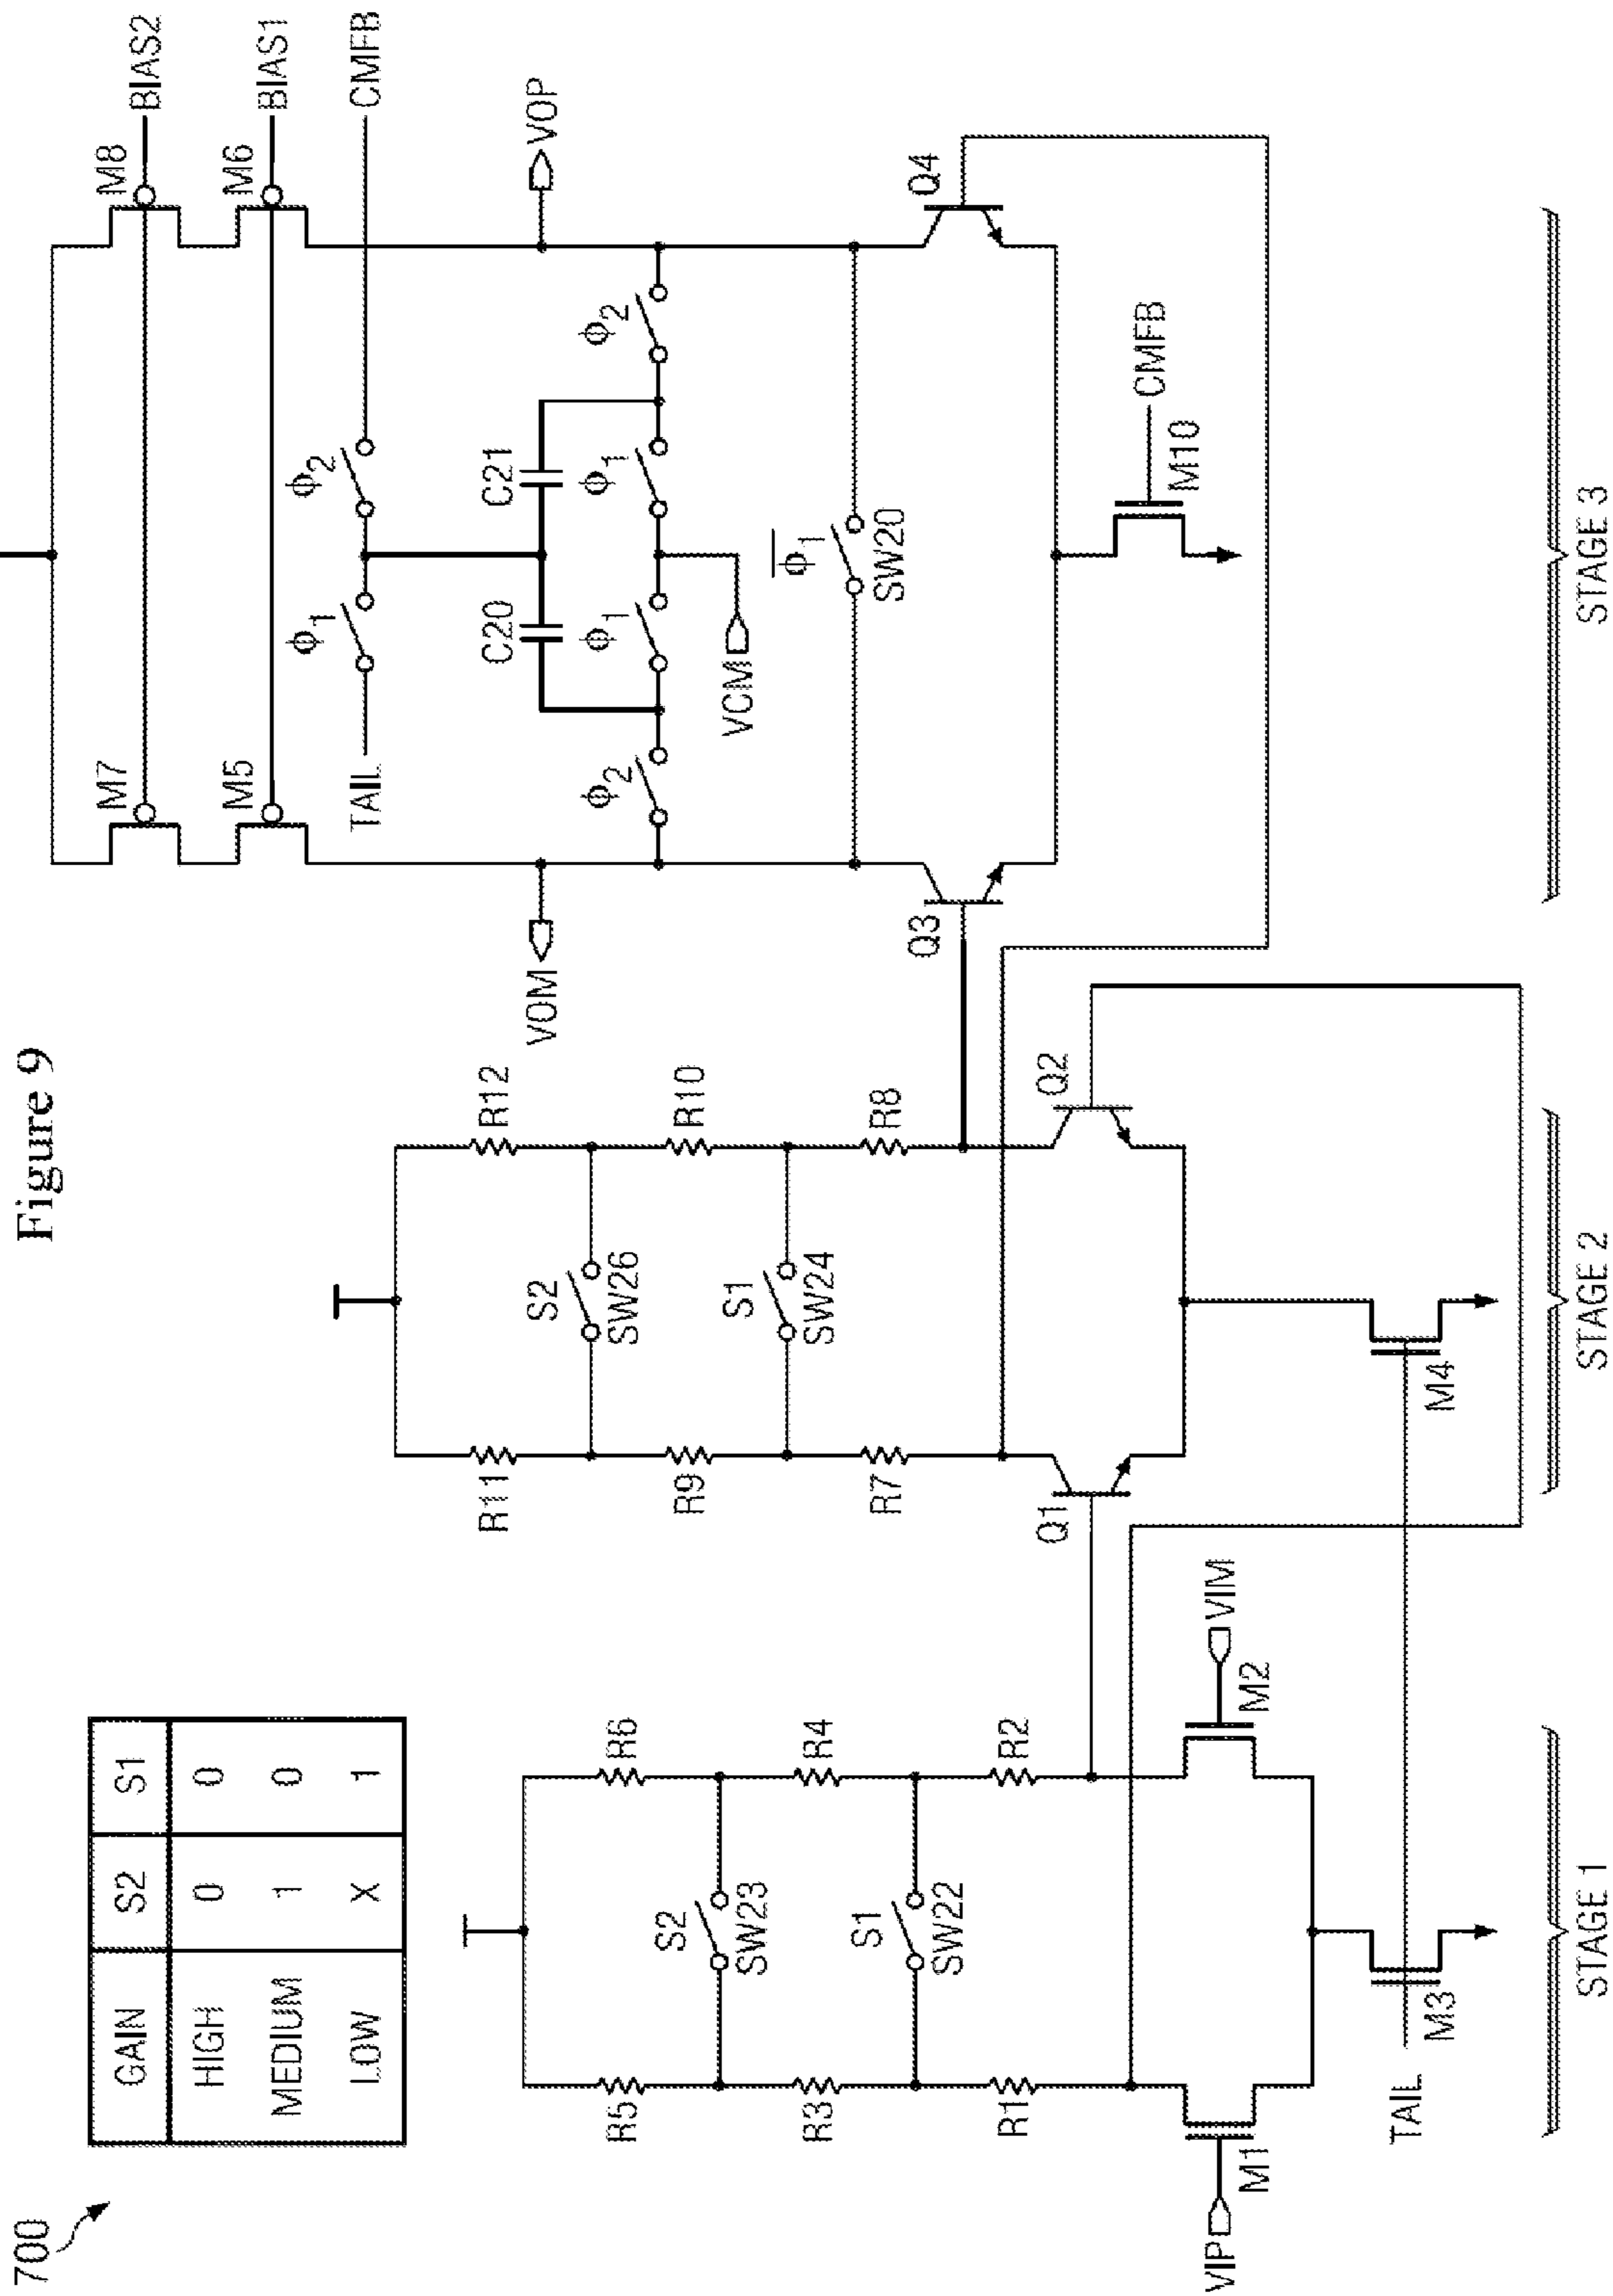 Figure 9
700
GAIN S2 S1
HIGH 0 0
MEDIUM 1 0
LOW X 1
R5
R6
S2
SW23
R3
R4
S1
SW22
R1
R2
VIP
M1
M2
VIM
TAIL
M3
STAGE 1
R11
R12
S2
SW26
R9
R10
S1
SW24
R7
R8
Q1
Q2
M4
STAGE 2
M7
M8
BIAS2
M5
M6
BIAS1
TAIL
ϕ1
ϕ2
CMFB
VOM
C20
C21
VOP
ϕ2
ϕ1
ϕ1
ϕ2
VCM
ϕ̅1
SW20
Q3
Q4
CMFB
M10
STAGE 3